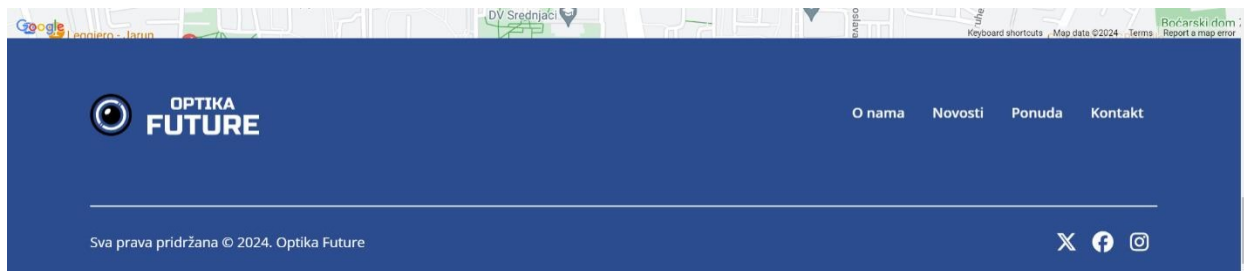 DV Srednjaci
Google
Leggiero - Jarun
Boćarski dom
Keyboard shortcuts
Map data ©2024
Terms
Report a map error
OPTIKA
FUTURE
O nama Novosti Ponuda Kontakt
Sva prava pridržana © 2024. Optika Future